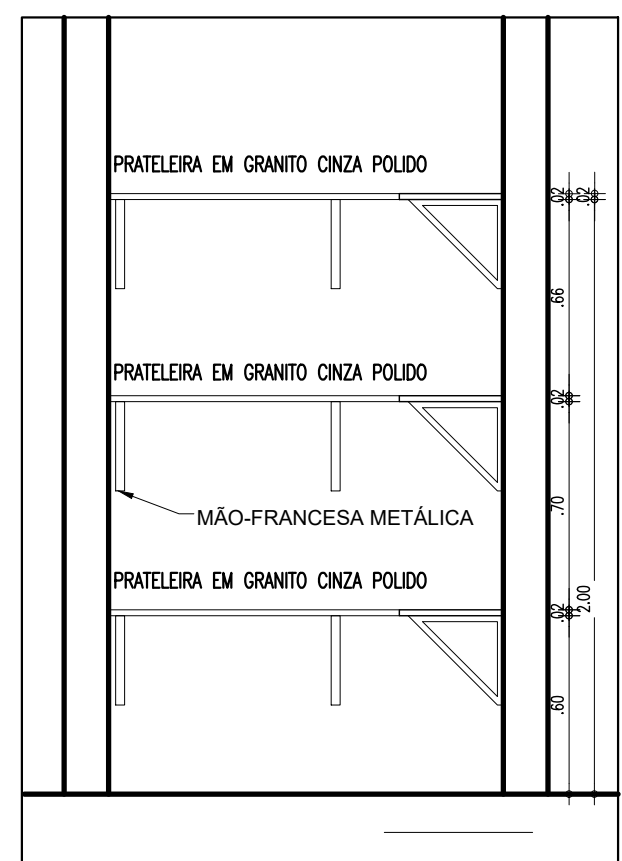 PRATELEIRA EM GRANITO CINZA POLIDO
.02
.02
.66
PRATELEIRA EM GRANITO CINZA POLIDO
.02
.70
MÃO-FRANCESA METÁLICA
PRATELEIRA EM GRANITO CINZA POLIDO
.02
2.00
.60